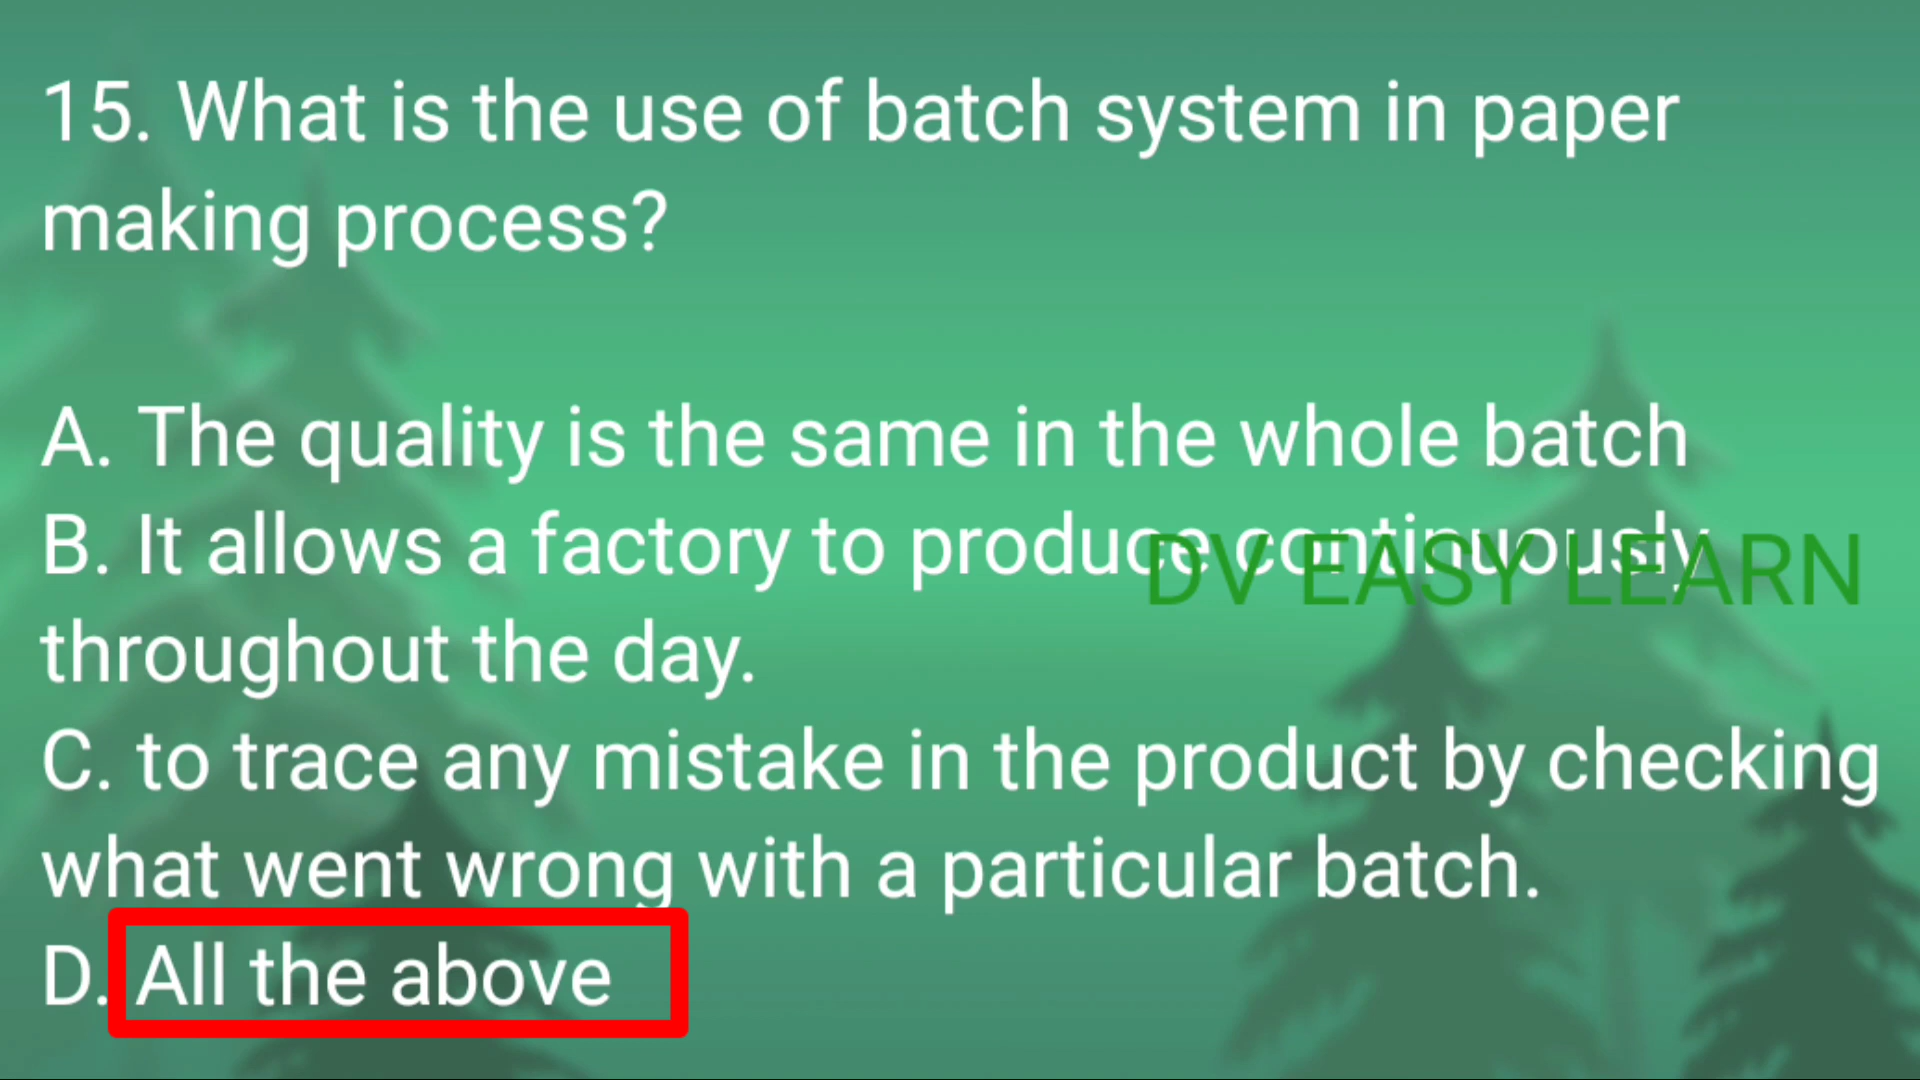 15. What is the use of batch system in paper
making process?
A. The quality is the same in the whole batch
B. It allows a factory to produce continuously
DV EASY LEARN
throughout the day.
C. to trace any mistake in the product by checking
what went wrong with a particular batch.
D. All the above